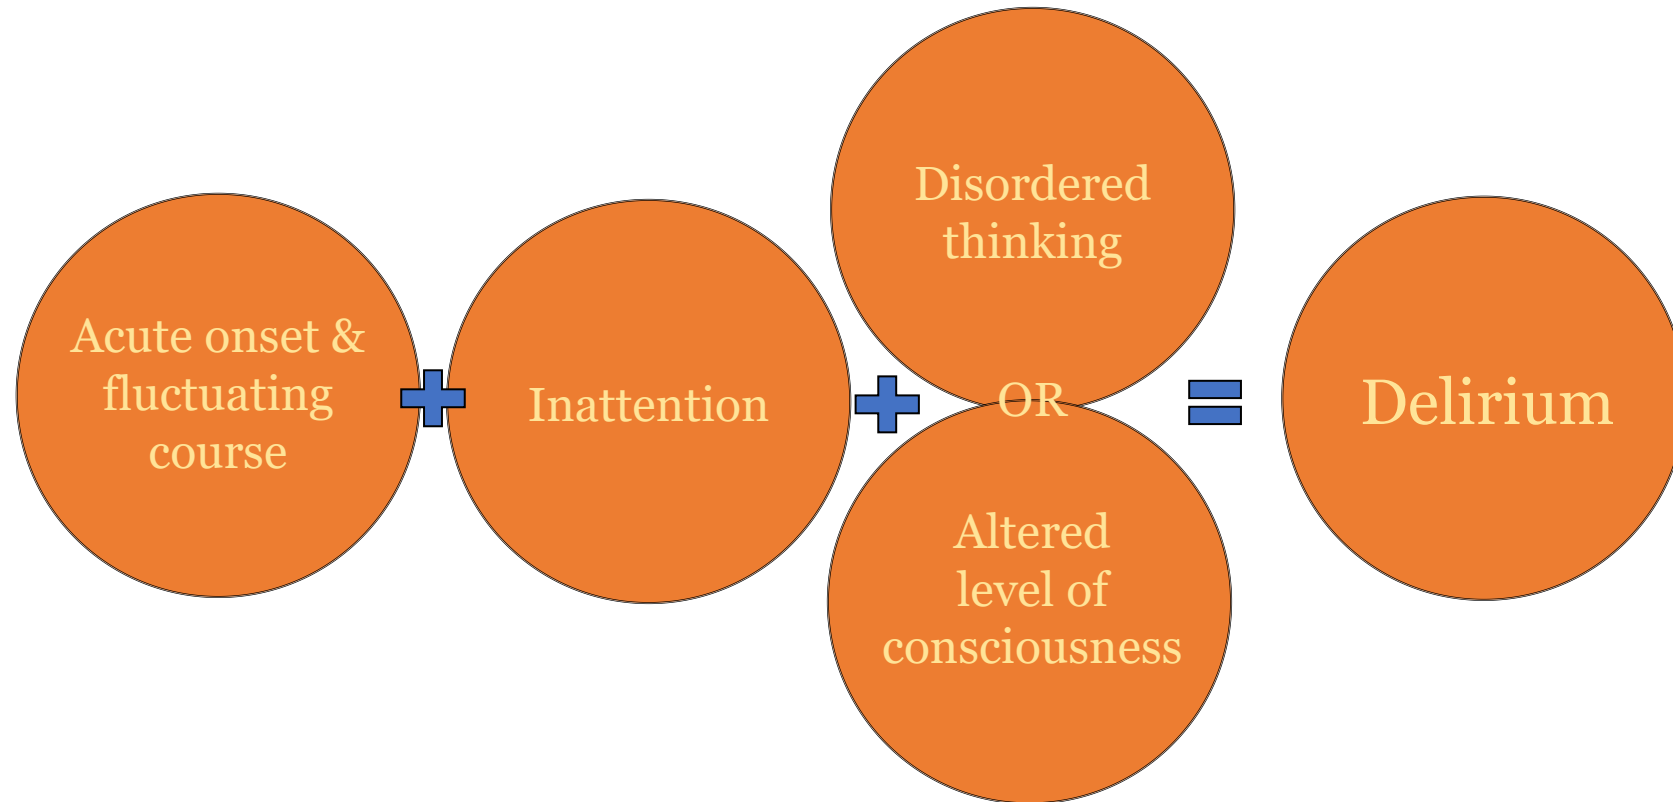 Acute onset &
fluctuating
course
Inattention
Disordered
thinking
OR
Altered
level of
consciousness
Delirium